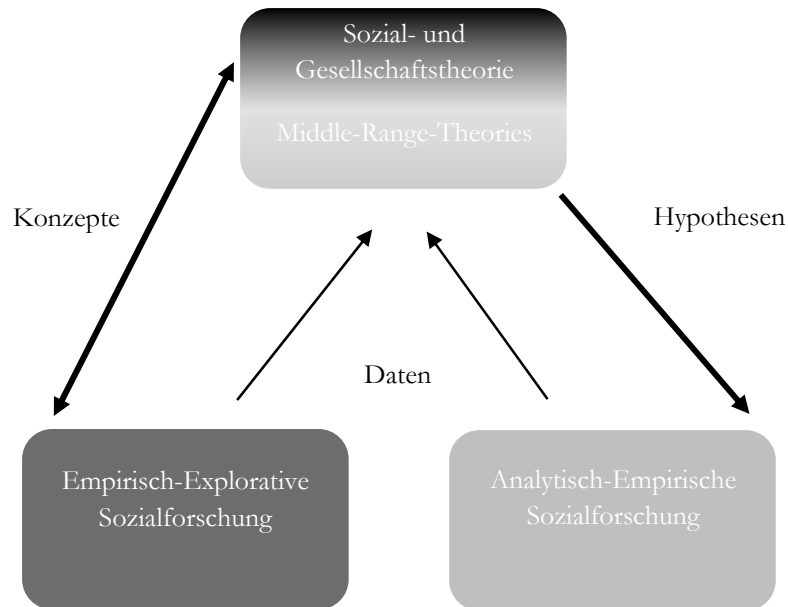 Sozial- und
Gesellschaftstheorie
Middle-Range-Theories
Konzepte
Hypothesen
Daten
Empirisch-Explorative
Sozialforschung
Analytisch-Empirische
Sozialforschung